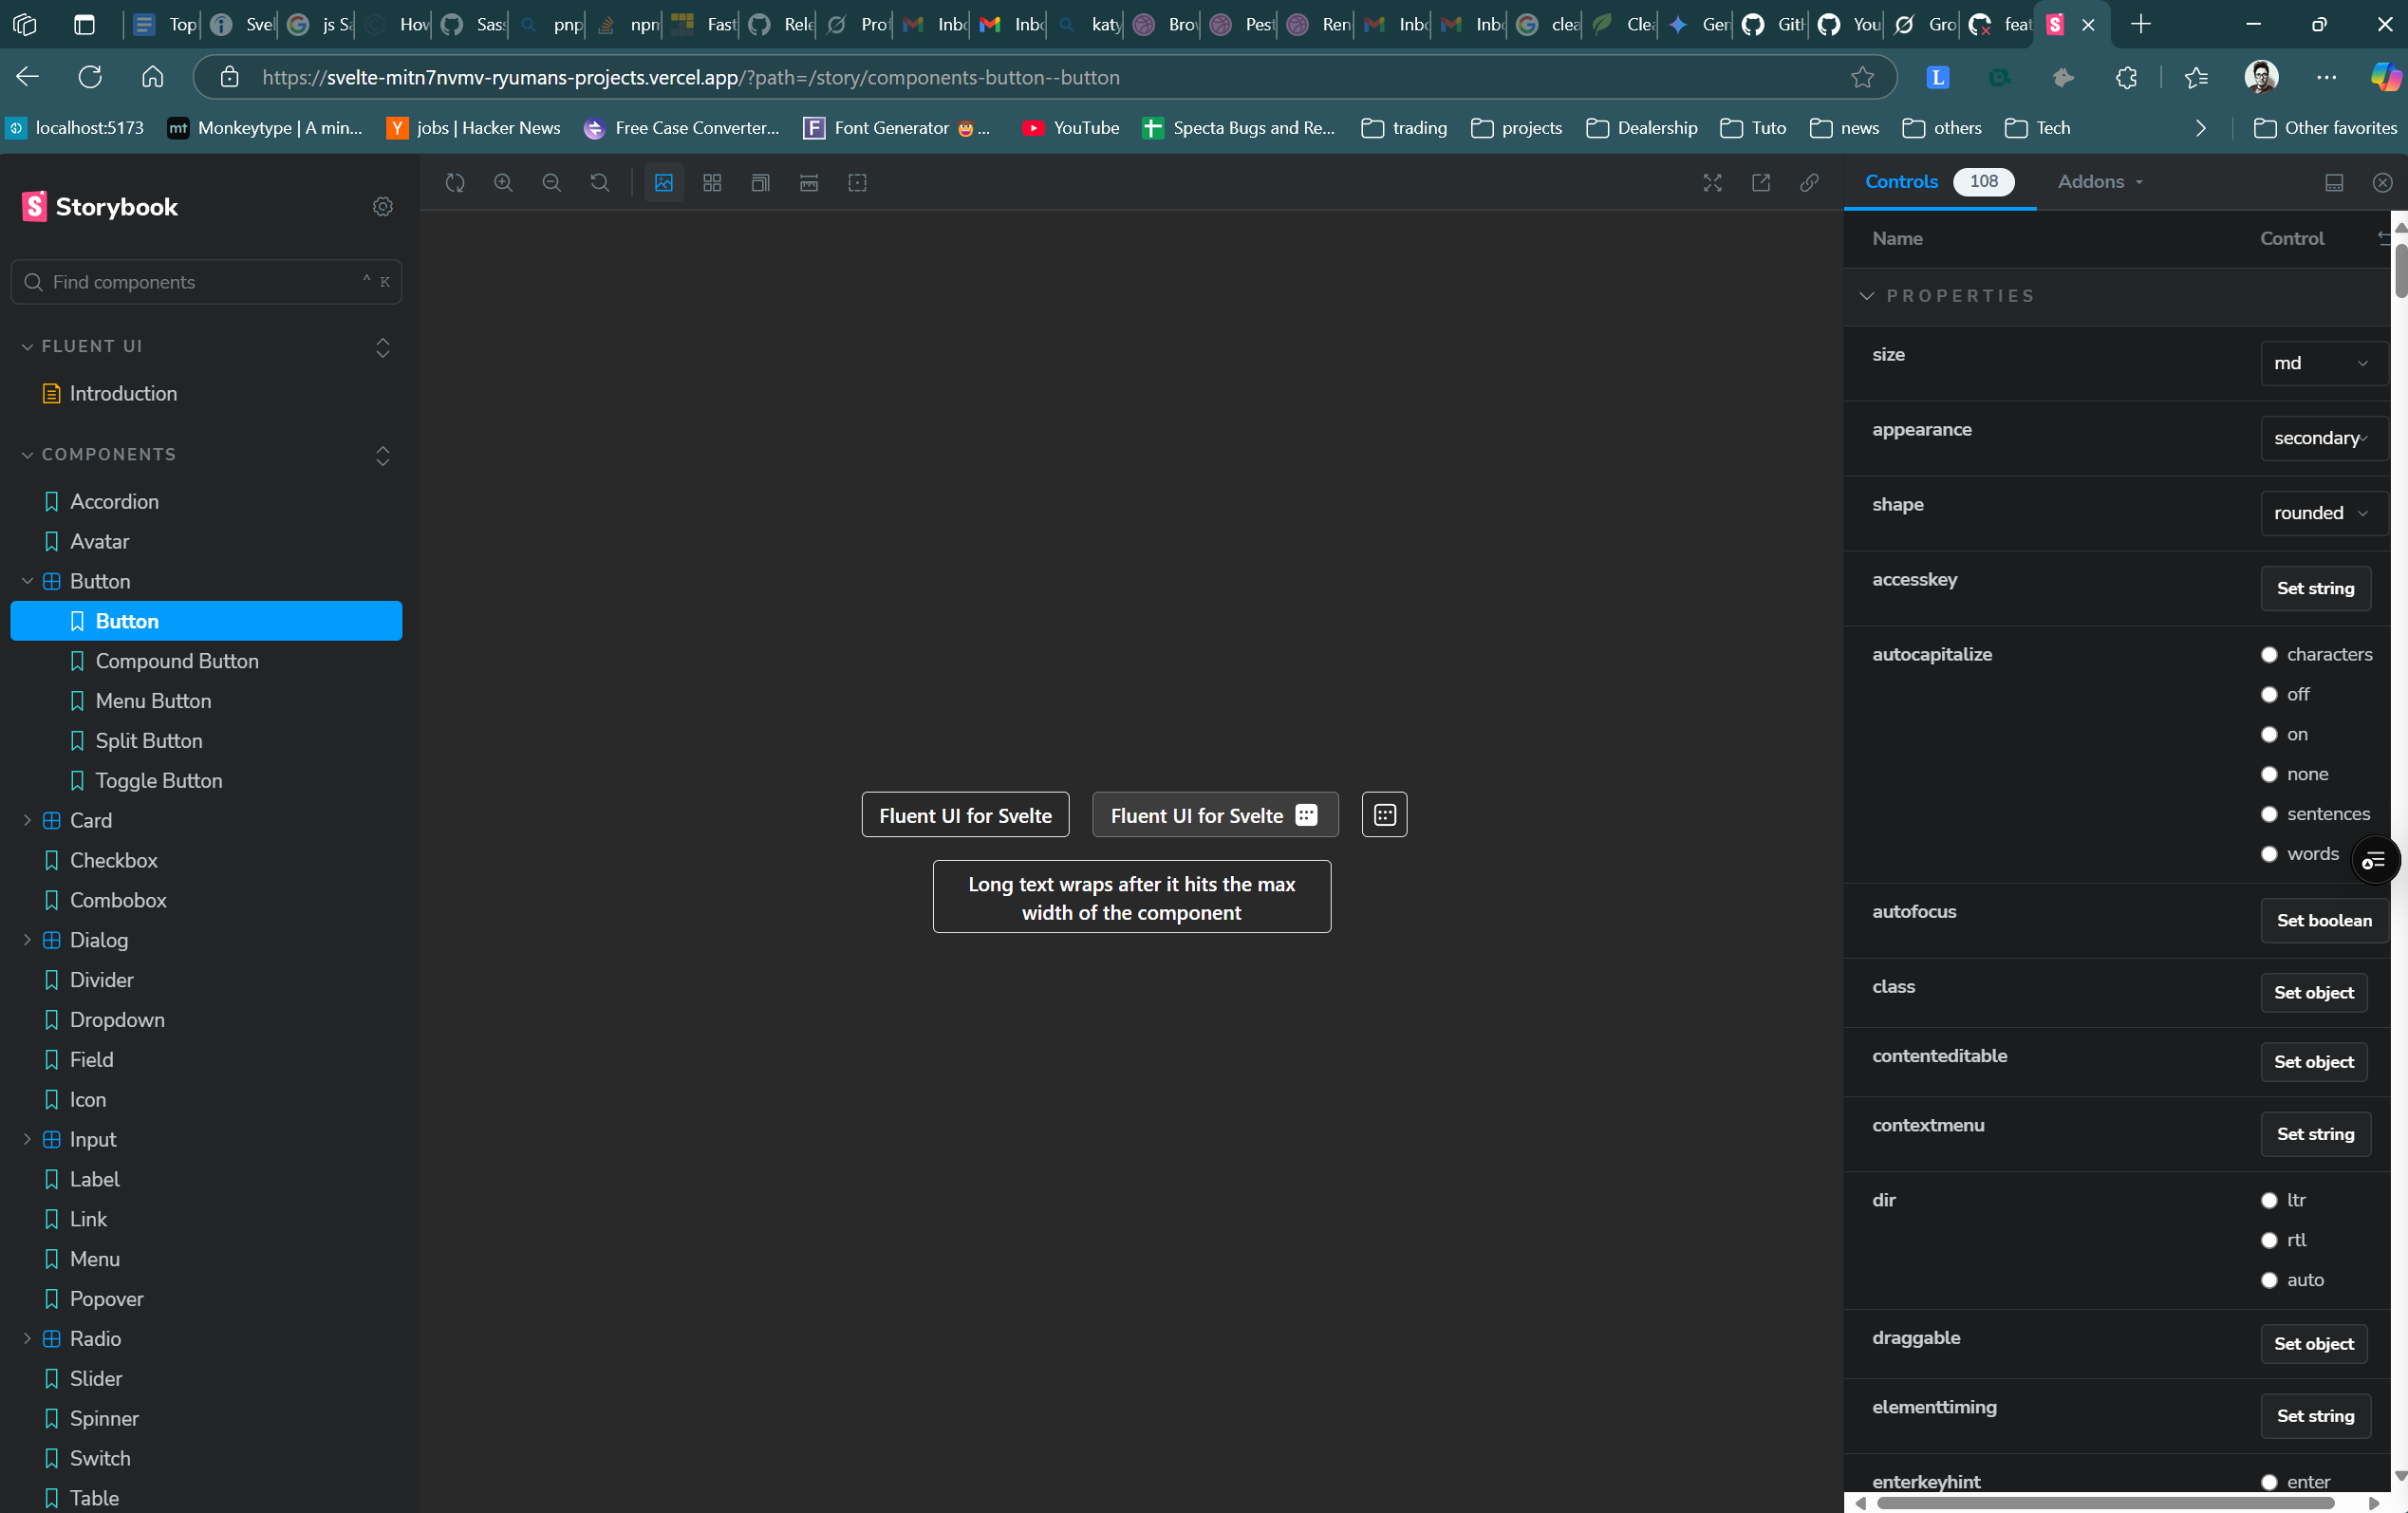 Top
Svel
js Sa
Hov
Sas
pnp
npn
Fast
Rele
Pro
Inbo
Inbo
katy
Bro
Pest
Ren
Inbo
Inbo
clea
Clea
Ger
Gitl
You
Gro
feat
https://svelte-mitn7nvmv-ryumans-projects.vercel.app/?path=/story/components-button--button
localhost:5173
mt Monkeytype | A min...
Y jobs | Hacker News
Free Case Converter...
F Font Generator 🤠 ...
YouTube
Specta Bugs and Re...
trading
projects
Dealership
Tuto
news
others
Tech
Other favorites
S Storybook
Find components
^ K
FLUENT UI
Introduction
COMPONENTS
Accordion
Avatar
Button
Button
Compound Button
Menu Button
Split Button
Toggle Button
Card
Checkbox
Combobox
Dialog
Divider
Dropdown
Field
Icon
Input
Label
Link
Menu
Popover
Radio
Slider
Spinner
Switch
Table
Fluent UI for Svelte
Fluent UI for Svelte
Long text wraps after it hits the max
width of the component
Controls 108
Addons
Name Control
PROPERTIES
size md
appearance secondary
shape rounded
accesskey Set string
autocapitalize characters
off
on
none
sentences
words
autofocus Set boolean
class Set object
contenteditable Set object
contextmenu Set string
dir ltr
rtl
auto
draggable Set object
elementtiming Set string
enterkeyhint enter